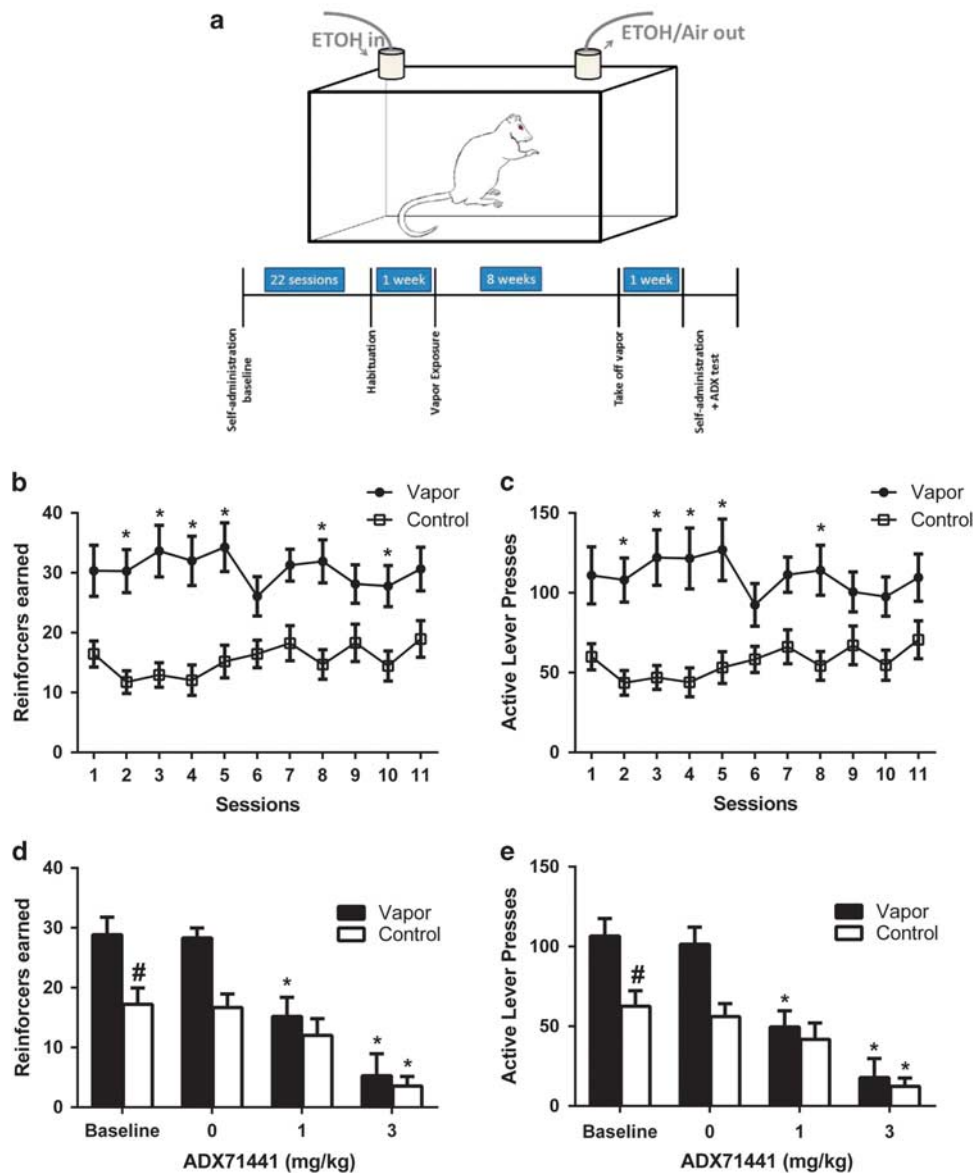 a
ETOH in
ETOH/Air out
22 sessions
1 week
8 weeks
1 week
Self-administration
baseline
Habituation
Vapor Exposure
Take off vapor
Self-administration
+ ADX test
b
Reinforcers earned
40
30
20
10
0
* * * * * *
Vapor
Control
1 2 3 4 5 6 7 8 9 10 11
Sessions
c
Active Lever Presses
150
100
50
0
* * * * *
Vapor
Control
1 2 3 4 5 6 7 8 9 10 11
Sessions
d
Reinforcers earned
40
30
20
10
0
Vapor
Control
# * * *
Baseline 0 1 3
ADX71441 (mg/kg)
e
Active Lever Presses
150
100
50
0
Vapor
Control
# * * *
Baseline 0 1 3
ADX71441 (mg/kg)